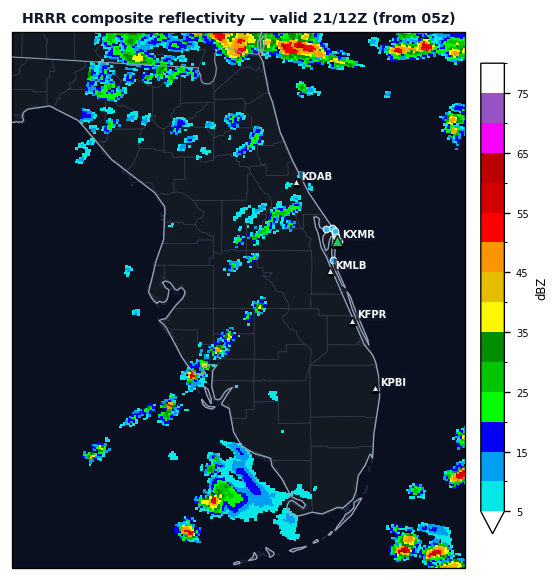 HRRR composite reflectivity — valid 21/12Z (from 05z)
KDAB
KXMR
KMLB
KFPR
KPBI
75
65
55
45
35
25
15
5
dBZ